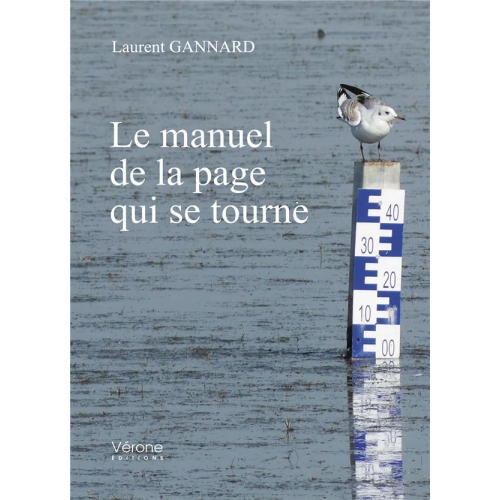 Laurent GANNARD
Le manuel
de la page
qui se tourne
40
30
20
10
00
Vérone
ÉDITIONS